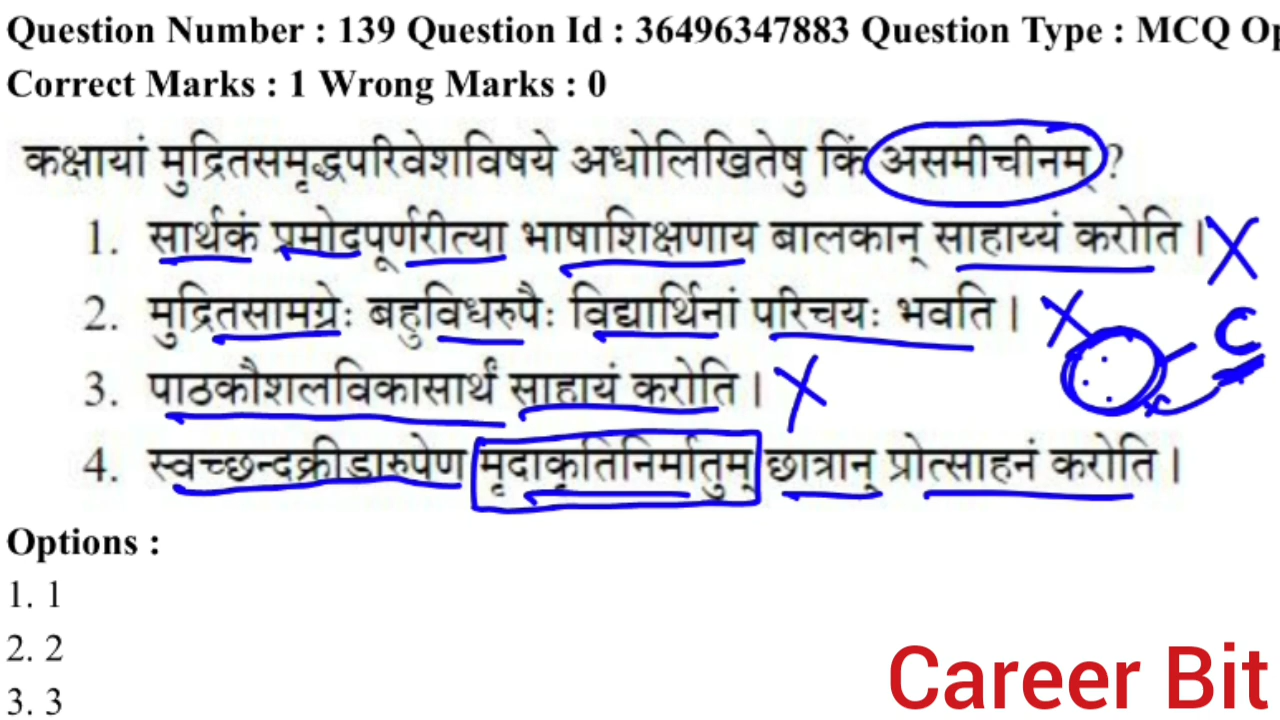 Question Number : 139 Question Id : 36496347883 Question Type : MCQ Op
Correct Marks : 1 Wrong Marks : 0
कक्षायां मुद्रितसमृद्धपरिवेशविषये अधोलिखितेषु किं असमीचीनम् ?
1. सार्थकं प्रमोदपूर्णरीत्या भाषाशिक्षणाय बालकान् साहाय्यं करोति ।
2. मुद्रितसामग्रेः बहुविधरुपैः विद्यार्थिनां परिचयः भवति ।
3. पाठकौशलविकासार्थं साहायं करोति ।
4. स्वच्छन्दक्रीडारुपेण मृदाकृतिनिर्मातुम् छात्रान् प्रोत्साहनं करोति ।
Options :
1. 1
2. 2
3. 3
Career Bit